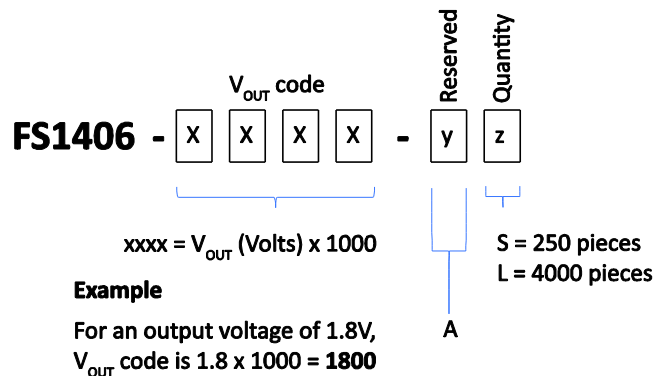 Reserved
Quantity
VOUT code
FS1406 - X X X X - y z
xxxx = VOUT (Volts) x 1000
S = 250 pieces
L = 4000 pieces
Example
For an output voltage of 1.8V,
VOUT code is 1.8 x 1000 = 1800
A